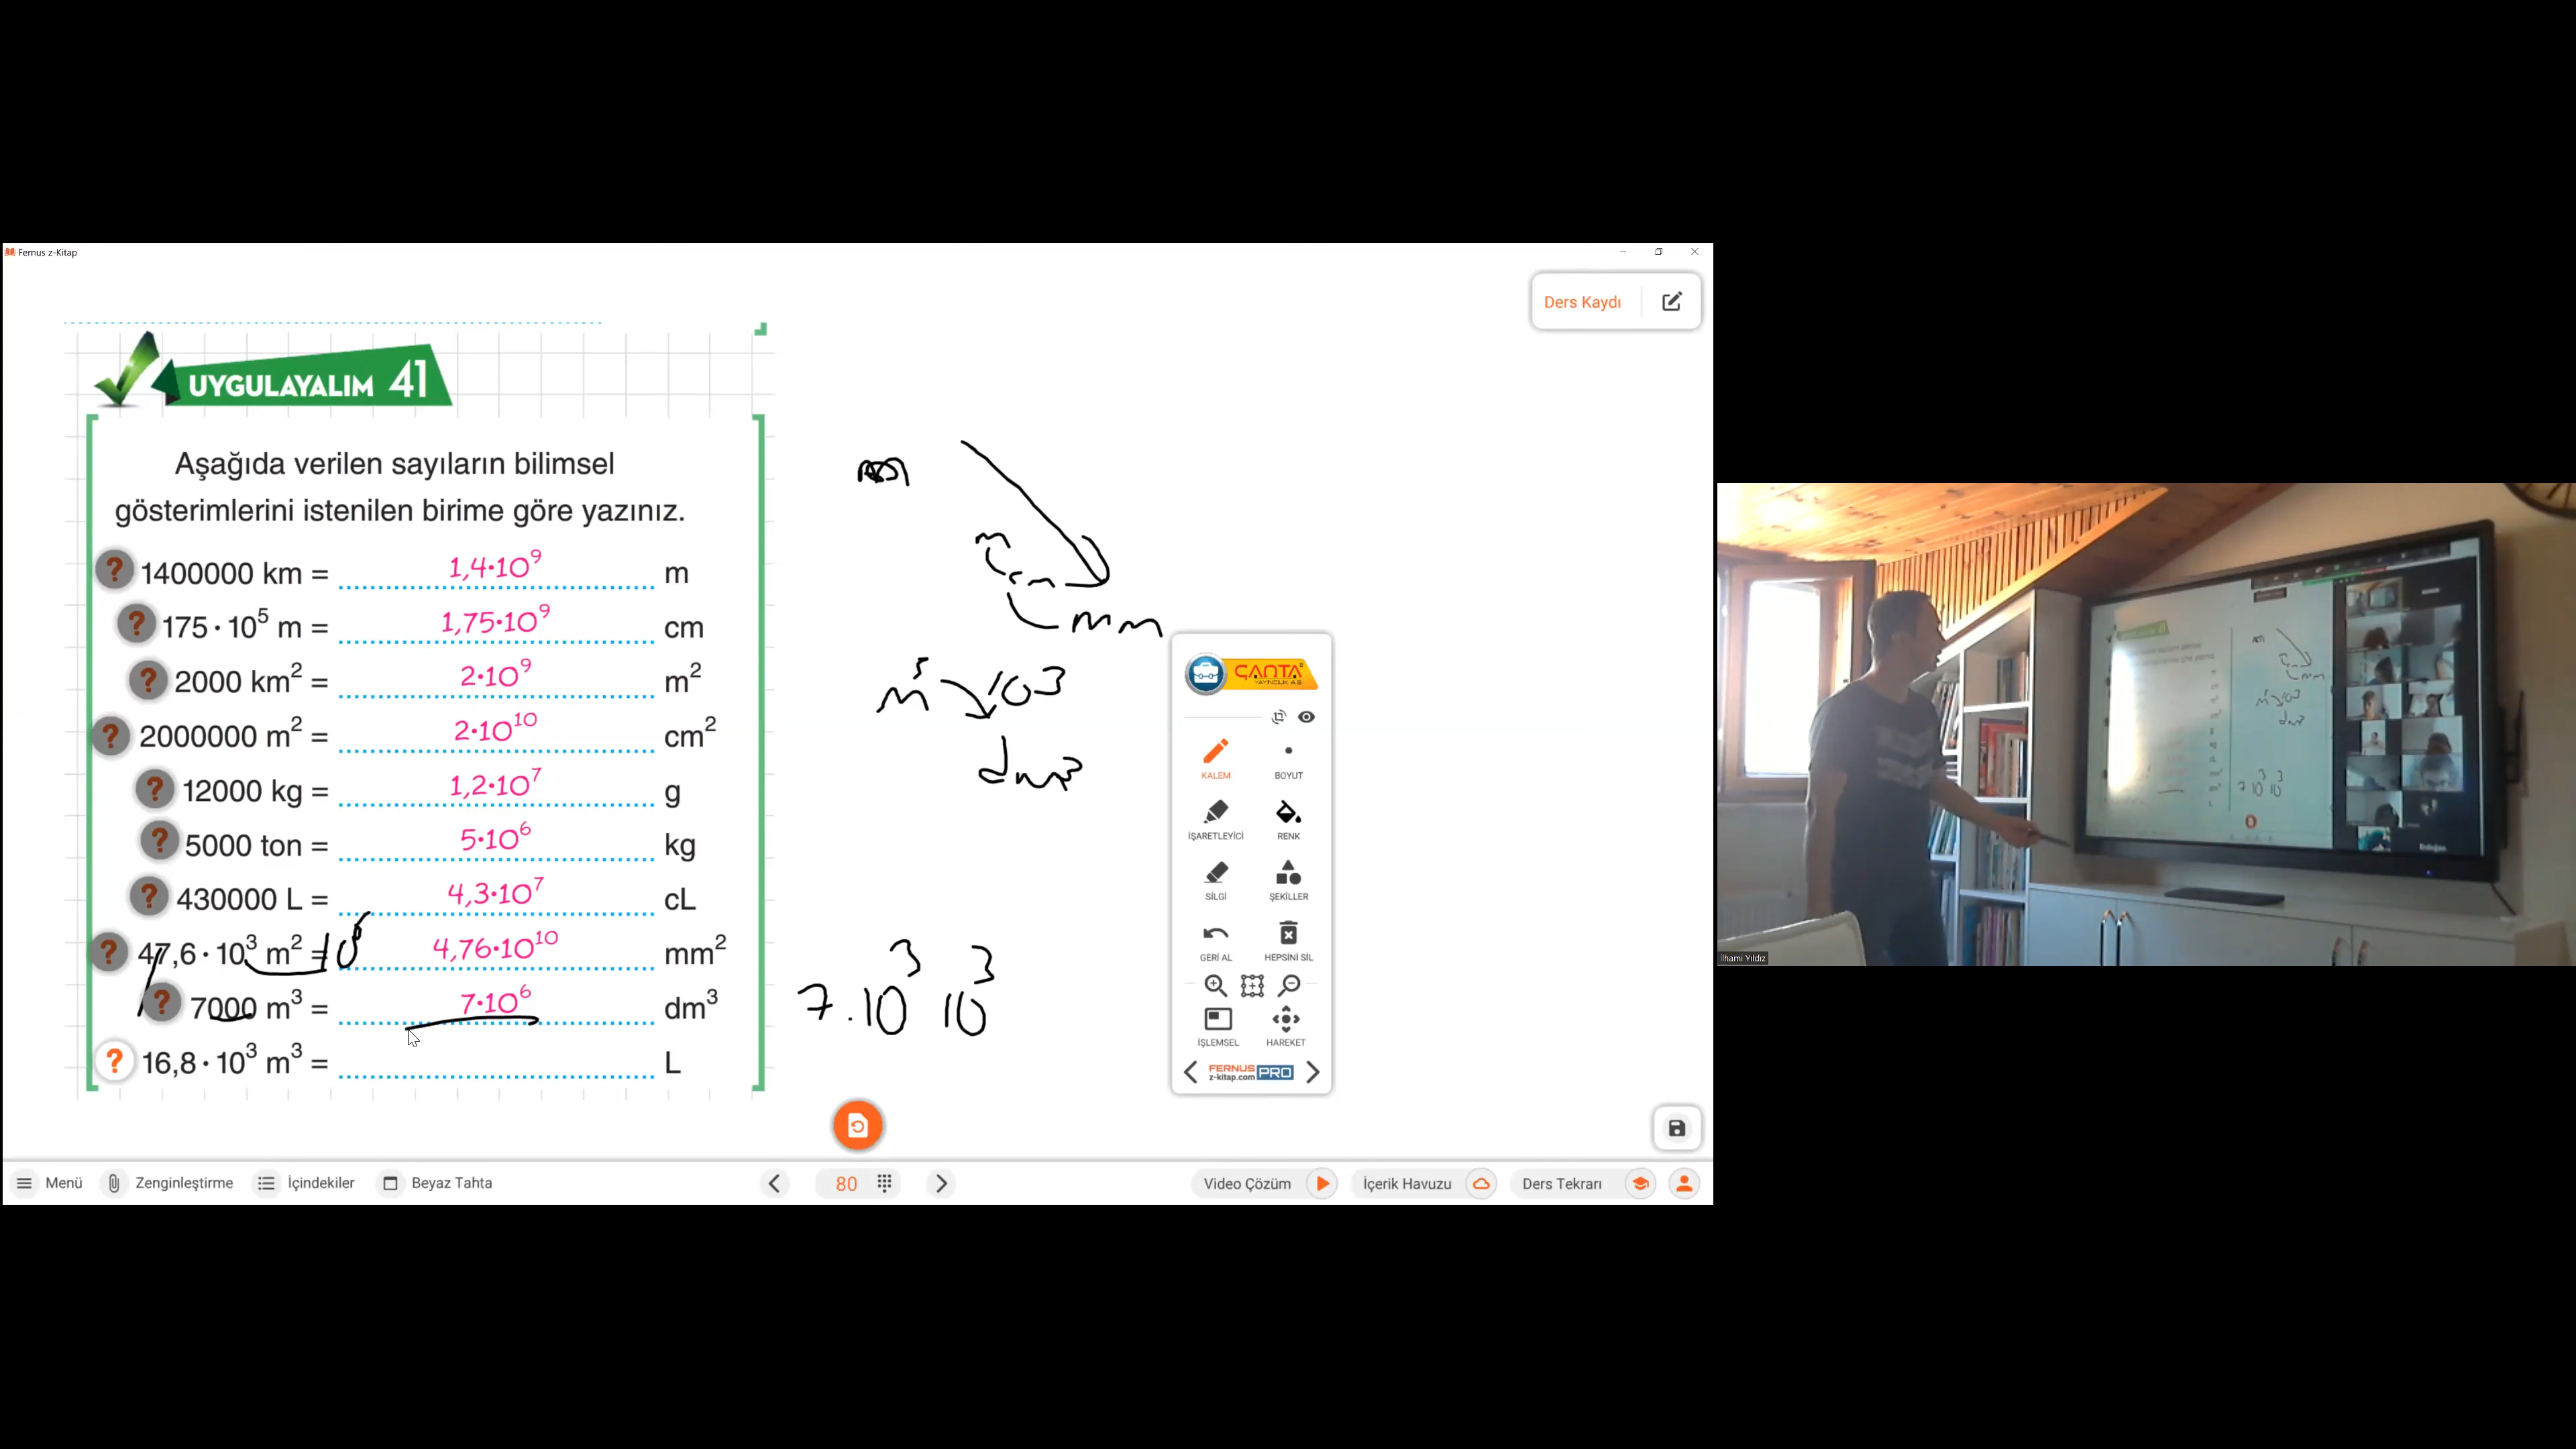 Fernus z-Kitap
Ders Kaydı
UYGULAYALIM 41
Aşağıda verilen sayıların bilimsel
gösterimlerini istenilen birime göre yazınız.
1400000 km = 1,4·10⁹ m
175 · 10⁵ m = 1,75·10⁹ cm
2000 km² = 2·10⁹ m²
2000000 m² = 2·10¹⁰ cm²
12000 kg = 1,2·10⁷ g
5000 ton = 5·10⁶ kg
430000 L = 4,3·10⁷ cL
47,6 · 10³ m² = 10⁸ 4,76·10¹⁰ mm²
7000 m³ = 7·10⁶ dm³
16,8 · 10³ m³ = L
m
cm
mm
m³ 10³
dm³
7.10³ 10³
ÇANTA
YAYINCILIK A.Ş.
KALEM BOYUT
İŞARETLEYİCİ RENK
SİLGİ ŞEKİLLER
GERİ AL HEPSİNİ SİL
İŞLEMSEL HAREKET
FERNUS
z-kitap.com PRO
Menü Zenginleştirme İçindekiler Beyaz Tahta 80 Video Çözüm İçerik Havuzu Ders Tekrarı
İlhami Yıldız
Erdoğan